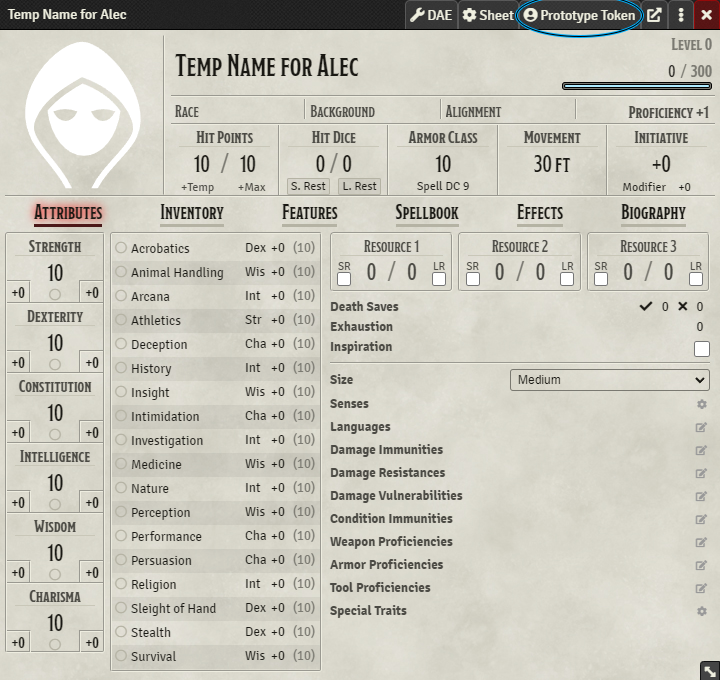 Temp Name for Alec DAE Sheet Prototype Token
Level 0
Temp Name for Alec
0 / 300
Race Background Alignment Proficiency +1
Hit Points Hit Dice Armor Class Movement Initiative
10 / 10 0 / 0 10 30 ft +0
+Temp +Max S. Rest L. Rest Spell DC 9 Modifier +0
Attributes Inventory Features Spellbook Effects Biography
Strength
10
+0 +0
Dexterity
10
+0 +0
Constitution
10
+0 +0
Intelligence
10
+0 +0
Wisdom
10
+0 +0
Charisma
10
+0 +0
Acrobatics Dex +0 (10)
Animal Handling Wis +0 (10)
Arcana Int +0 (10)
Athletics Str +0 (10)
Deception Cha +0 (10)
History Int +0 (10)
Insight Wis +0 (10)
Intimidation Cha +0 (10)
Investigation Int +0 (10)
Medicine Wis +0 (10)
Nature Int +0 (10)
Perception Wis +0 (10)
Performance Cha +0 (10)
Persuasion Cha +0 (10)
Religion Int +0 (10)
Sleight of Hand Dex +0 (10)
Stealth Dex +0 (10)
Survival Wis +0 (10)
Resource 1 Resource 2 Resource 3
SR 0 / 0 LR SR 0 / 0 LR SR 0 / 0 LR
Death Saves 0 0
Exhaustion 0
Inspiration
Size Medium
Senses
Languages
Damage Immunities
Damage Resistances
Damage Vulnerabilities
Condition Immunities
Weapon Proficiencies
Armor Proficiencies
Tool Proficiencies
Special Traits